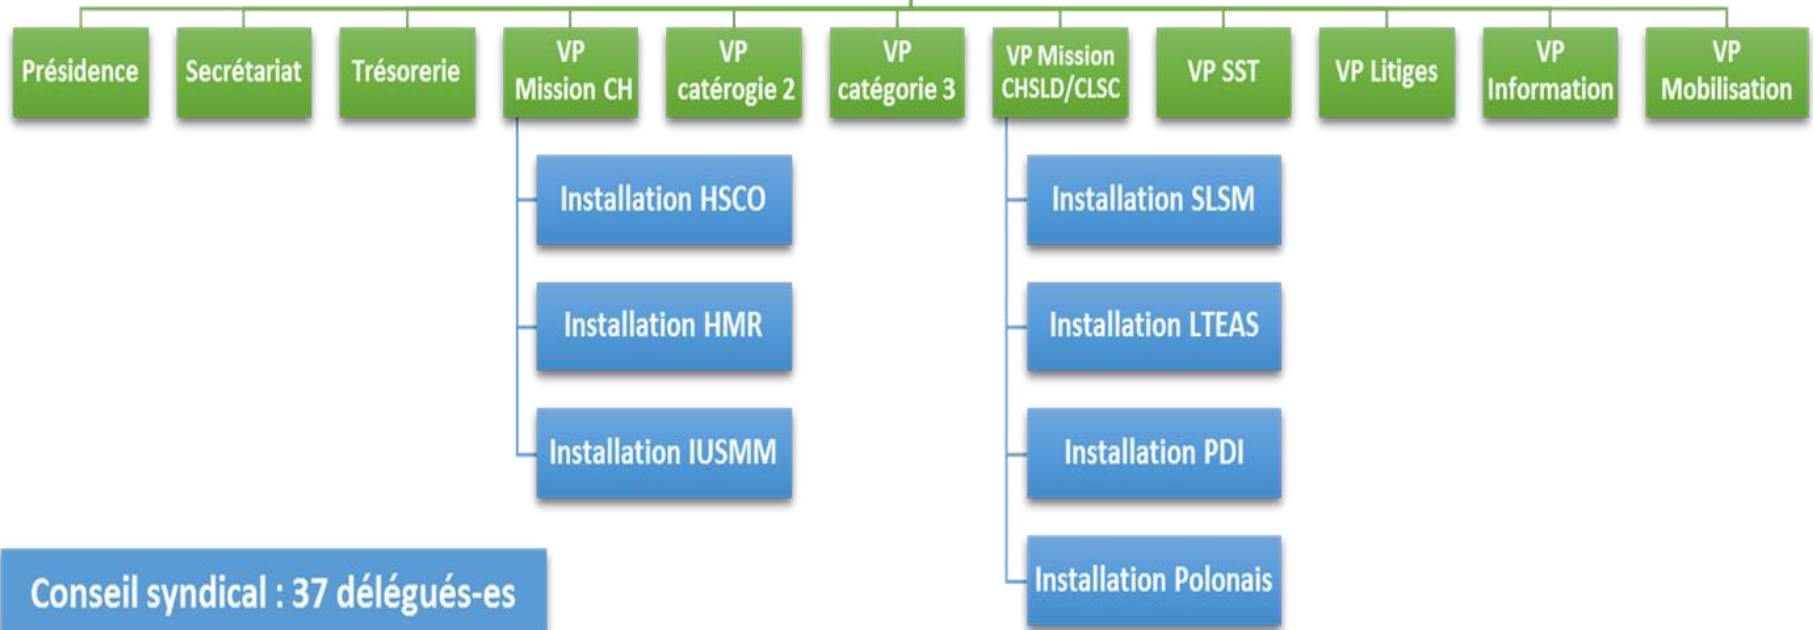 Présidence
Secrétariat
Trésorerie
VP
Mission CH
VP
catérogie 2
VP
catégorie 3
VP Mission
CHSLD/CLSC
VP SST
VP Litiges
VP
Information
VP
Mobilisation
Installation HSCO
Installation HMR
Installation IUSMM
Installation SLSM
Installation LTEAS
Installation PDI
Installation Polonais
Conseil syndical : 37 délégués-es